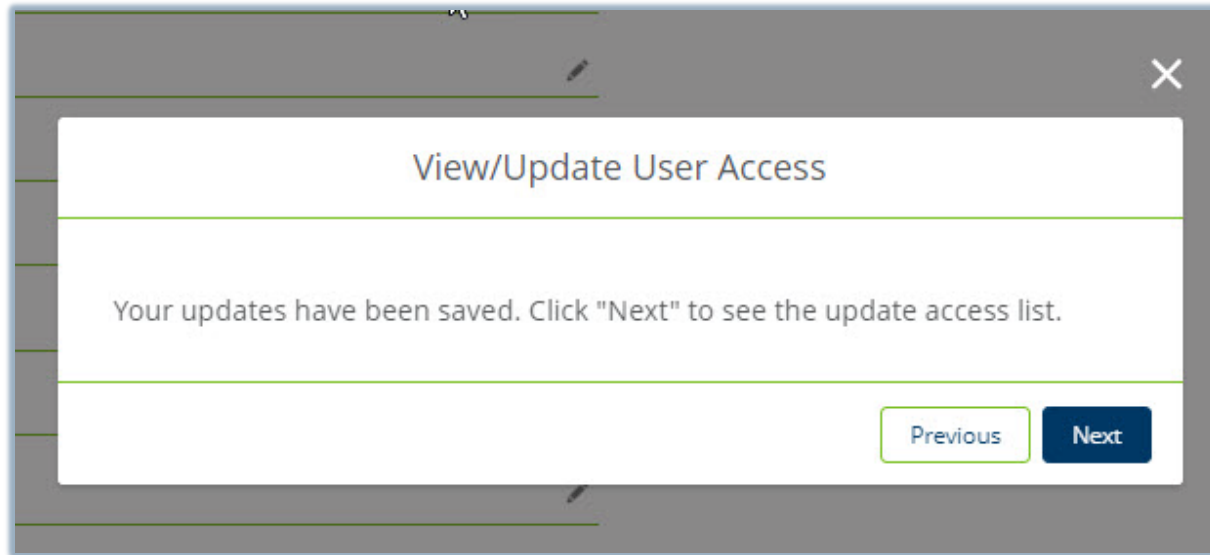 View/Update User Access
Your updates have been saved. Click "Next" to see the update access list.
Previous
Next